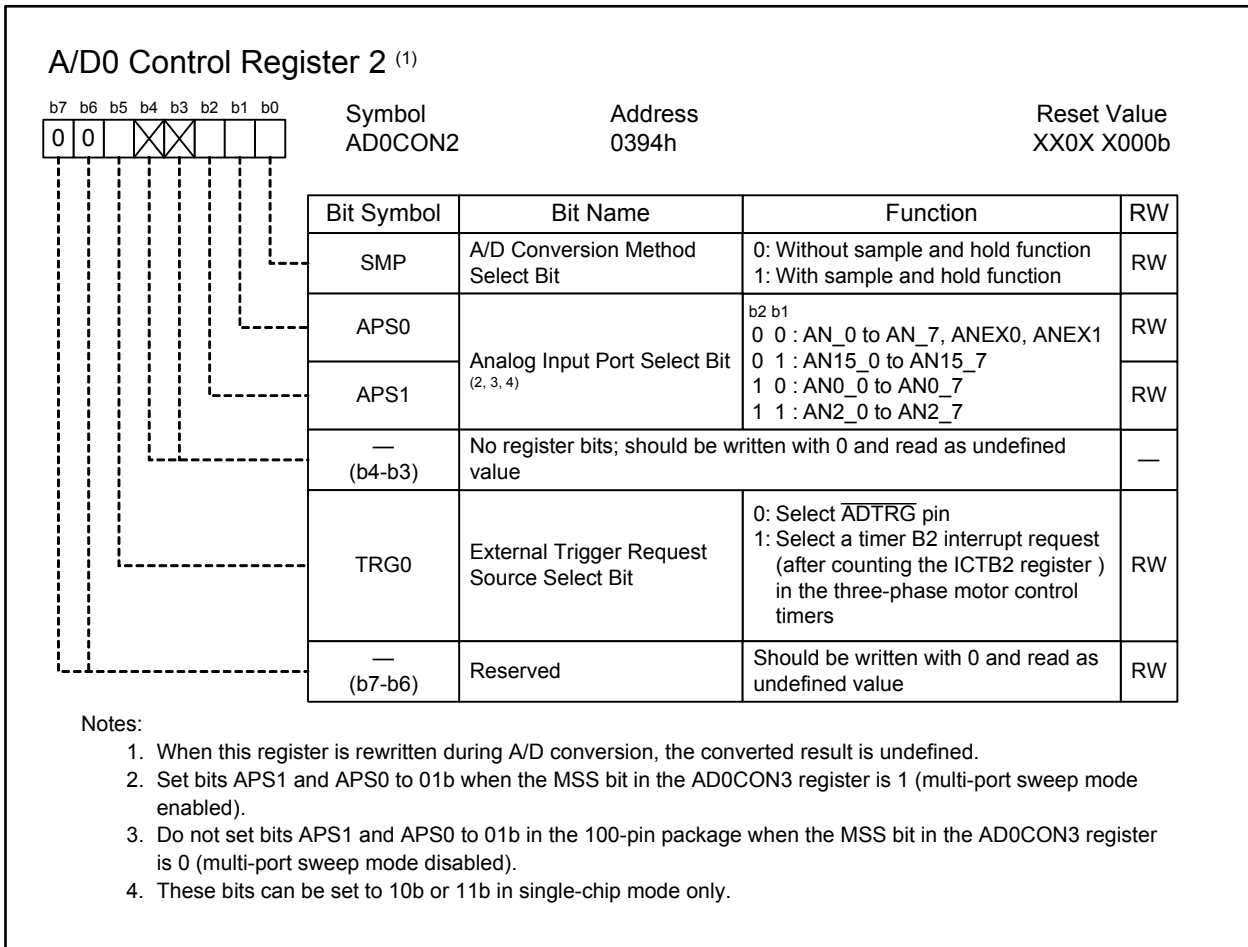 A/D0 Control Register 2 (1)
b7 b6 b5 b4 b3 b2 b1 b0
0 0
Symbol Address Reset Value
AD0CON2 0394h XX0X X000b
Bit Symbol Bit Name Function RW
SMP
A/D Conversion Method
Select Bit
0: Without sample and hold function
1: With sample and hold function
RW
APS0
APS1
Analog Input Port Select Bit
(2, 3, 4)
b2 b1
0 0 : AN_0 to AN_7, ANEX0, ANEX1
0 1 : AN15_0 to AN15_7
1 0 : AN0_0 to AN0_7
1 1 : AN2_0 to AN2_7
RW
RW
—
(b4-b3)
No register bits; should be written with 0 and read as undefined
value
—
TRG0
External Trigger Request
Source Select Bit
0: Select ADTRG pin
1: Select a timer B2 interrupt request
(after counting the ICTB2 register )
in the three-phase motor control
timers
RW
—
(b7-b6)
Reserved
Should be written with 0 and read as
undefined value
RW
Notes:
1. When this register is rewritten during A/D conversion, the converted result is undefined.
2. Set bits APS1 and APS0 to 01b when the MSS bit in the AD0CON3 register is 1 (multi-port sweep mode
enabled).
3. Do not set bits APS1 and APS0 to 01b in the 100-pin package when the MSS bit in the AD0CON3 register
is 0 (multi-port sweep mode disabled).
4. These bits can be set to 10b or 11b in single-chip mode only.